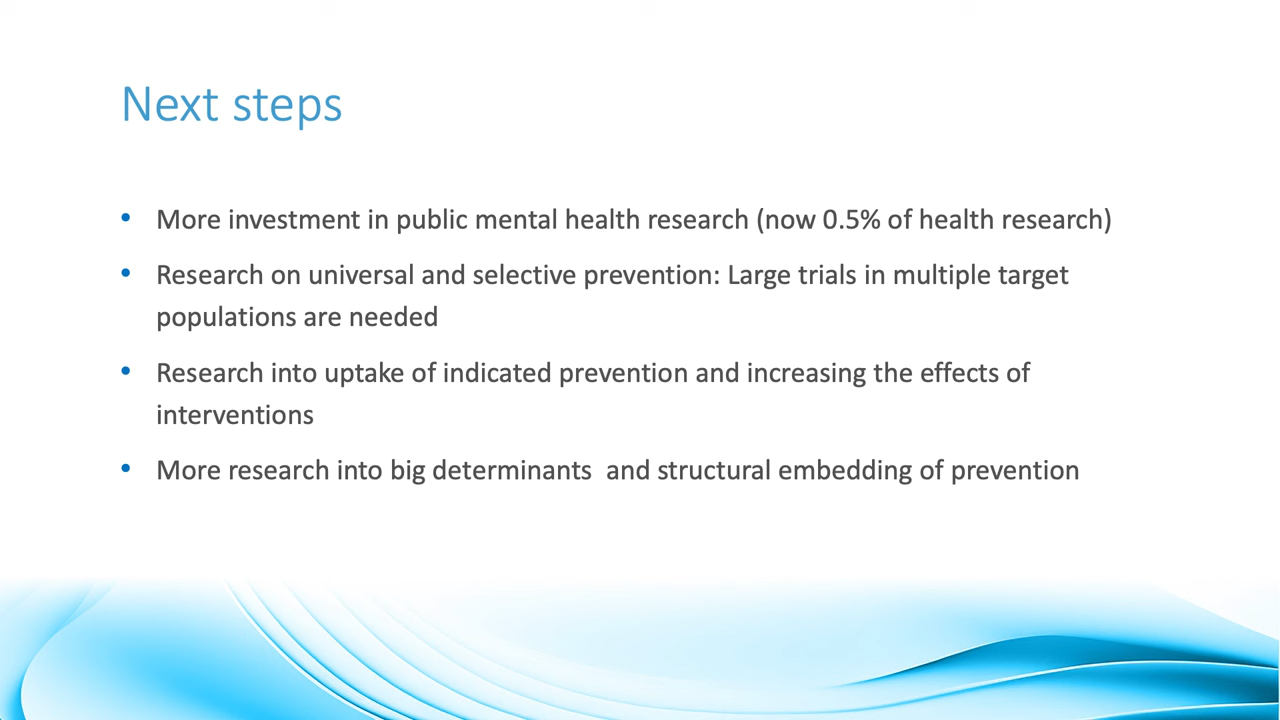 Next steps
• More investment in public mental health research (now 0.5% of health research)
• Research on universal and selective prevention: Large trials in multiple target
populations are needed
• Research into uptake of indicated prevention and increasing the effects of
interventions
• More research into big determinants  and structural embedding of prevention